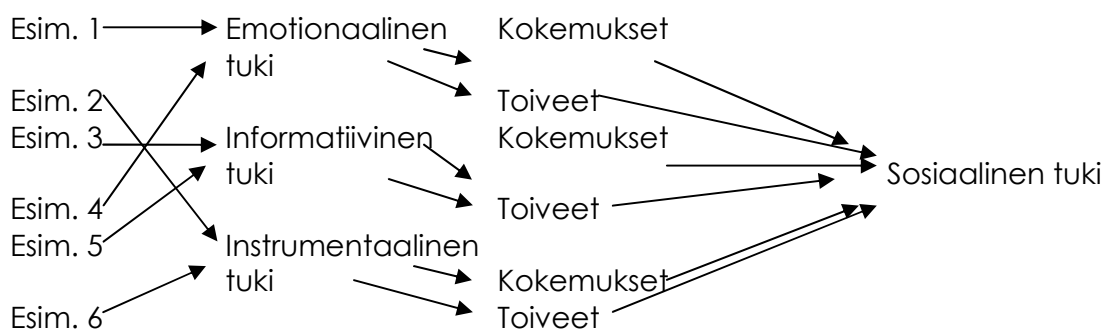 Esim. 1 Emotionaalinen Kokemukset
tuki
Esim. 2 Toiveet
Esim. 3 Informatiivinen Kokemukset
tuki Sosiaalinen tuki
Esim. 4 Toiveet
Esim. 5 Instrumentaalinen
tuki Kokemukset
Esim. 6 Toiveet